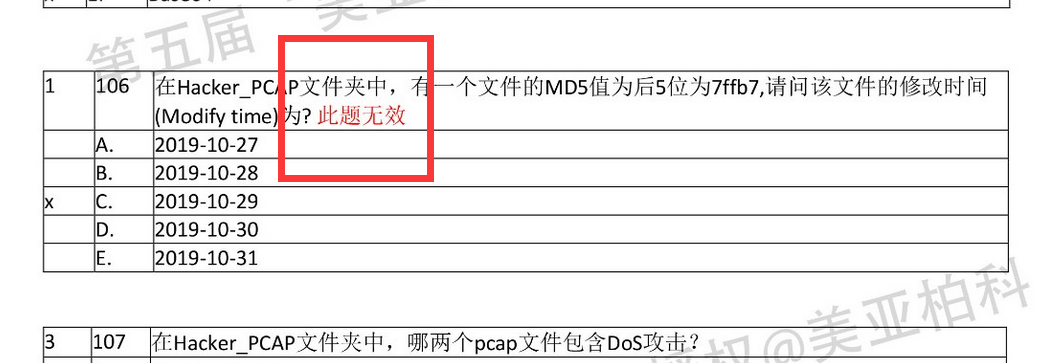 第五届 美亚
1 106 在Hacker_PCAP文件夹中，有一个文件的MD5值为后5位为7ffb7,请问该文件的修改时间
(Modify time)为? 此题无效
A. 2019-10-27
B. 2019-10-28
x C. 2019-10-29
D. 2019-10-30
E. 2019-10-31
权@美亚柏科
3 107 在Hacker_PCAP文件夹中，哪两个pcap文件包含DoS攻击？